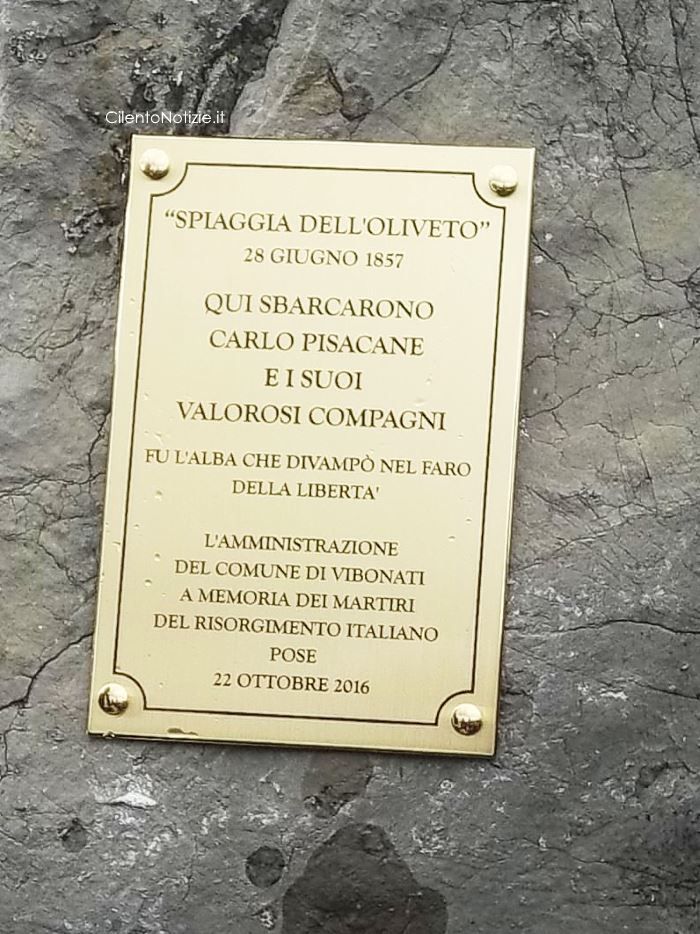 CilentoNotizie.it
“SPIAGGIA DELL'OLIVETO”
28 GIUGNO 1857
QUI SBARCARONO
CARLO PISACANE
E I SUOI
VALOROSI COMPAGNI
FU L'ALBA CHE DIVAMPÒ NEL FARO
DELLA LIBERTA'
L'AMMINISTRAZIONE
DEL COMUNE DI VIBONATI
A MEMORIA DEI MARTIRI
DEL RISORGIMENTO ITALIANO
POSE
22 OTTOBRE 2016